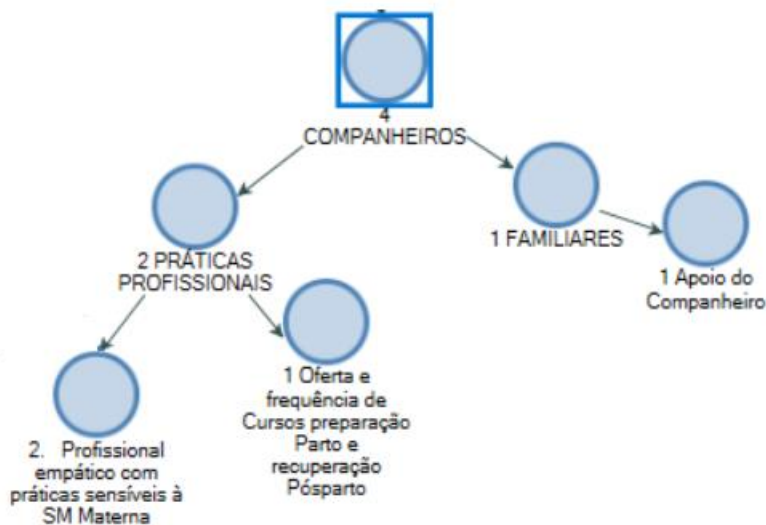 4
COMPANHEIROS
2 PRÁTICAS
PROFISSIONAIS
1 FAMILIARES
1 Apoio do
Companheiro
2. Profissional
empático com
práticas sensíveis à
SM Materna
1 Oferta e
frequência de
Cursos preparação
Parto e
recuperação
Pósparto